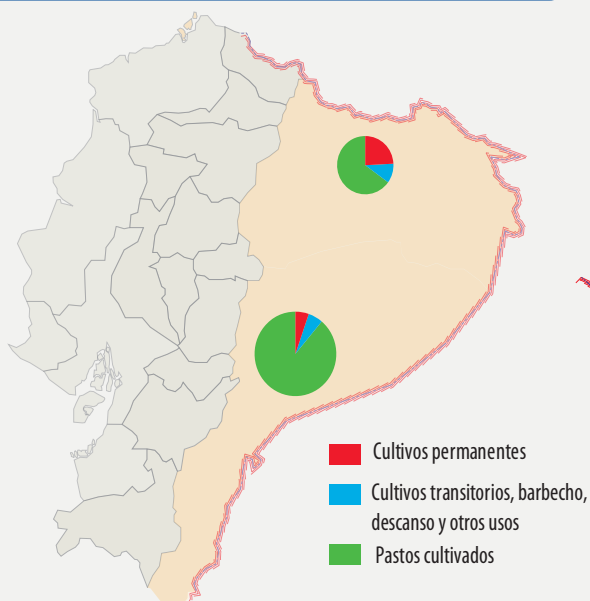 Cultivos permanentes
Cultivos transitorios, barbecho,
descanso y otros usos
Pastos cultivados